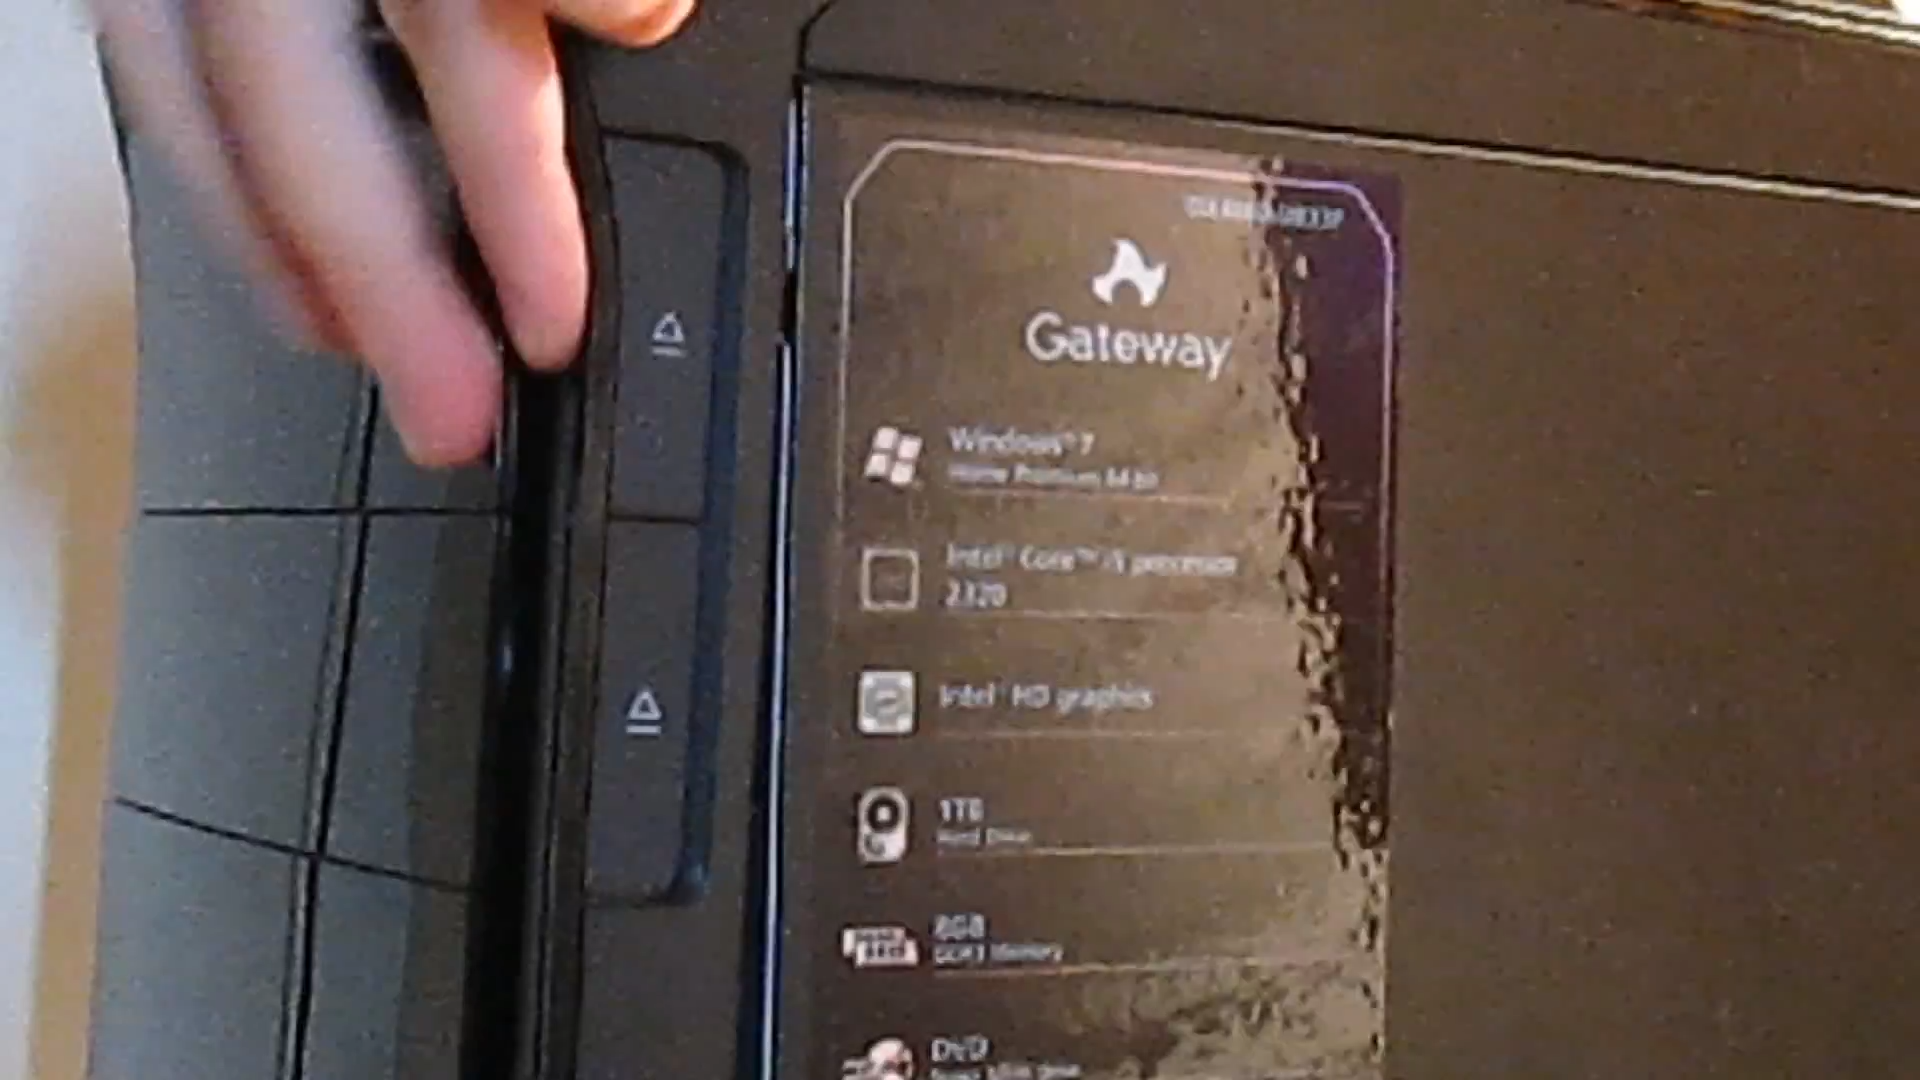 Gateway
Windows® 7
Home Premium 64 bit
Intel® Core™ i5 processor
2320
Intel® HD graphics
1TB
Hard Drive
8GB
DDR3 Memory
DVD